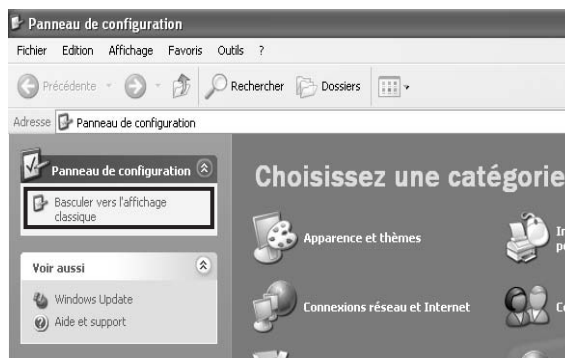 Panneau de configuration
Fichier Edition Affichage Favoris Outils ?
Précédente Rechercher Dossiers
Adresse Panneau de configuration
Panneau de configuration
Basculer vers l'affichage
classique
Voir aussi
Windows Update
Aide et support
Choisissez une catégorie
Apparence et thèmes
Connexions réseau et Internet